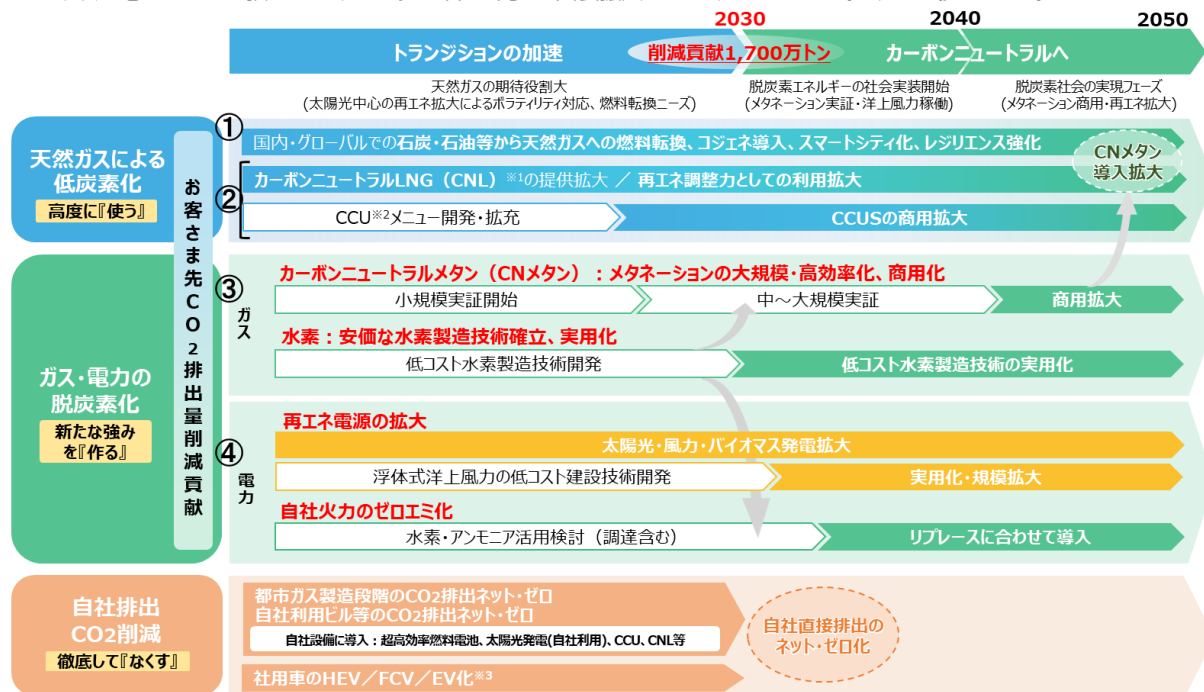 2030
2040
2050
トランジションの加速
削減貢献1,700万トン
カーボンニュートラルへ
天然ガスの期待役割大
(太陽光中心の再エネ拡大によるボラティリティ対応、燃料転換ニーズ)
脱炭素エネルギーの社会実装開始
(メタネーション実証・洋上風力稼働)
脱炭素社会の実現フェーズ
(メタネーション商用・再エネ拡大)
天然ガスによる
低炭素化
高度に『使う』
お客さま先CO2排出量削減貢献
①
国内・グローバルでの石炭・石油等から天然ガスへの燃料転換、コジェネ導入、スマートシティ化、レジリエンス強化
CNメタン
導入拡大
②
カーボンニュートラルLNG(CNL)※1の提供拡大 / 再エネ調整力としての利用拡大
CCU※2メニュー開発・拡充
CCUSの商用拡大
ガス・電力の
脱炭素化
新たな強み
を『作る』
③
ガス
カーボンニュートラルメタン(CNメタン):メタネーションの大規模・高効率化、商用化
小規模実証開始
中~大規模実証
商用拡大
水素:安価な水素製造技術確立、実用化
低コスト水素製造技術開発
低コスト水素製造技術の実用化
④
電力
再エネ電源の拡大
太陽光・風力・バイオマス発電拡大
浮体式洋上風力の低コスト建設技術開発
実用化・規模拡大
自社火力のゼロエミ化
水素・アンモニア活用検討(調達含む)
リプレースに合わせて導入
自社排出
CO2削減
徹底して『なくす』
都市ガス製造段階のCO2排出ネット・ゼロ
自社利用ビル等のCO2排出ネット・ゼロ
自社設備に導入:超高効率燃料電池、太陽光発電(自社利用)、CCU、CNL等
社用車のHEV/FCV/EV化※3
自社直接排出の
ネット・ゼロ化